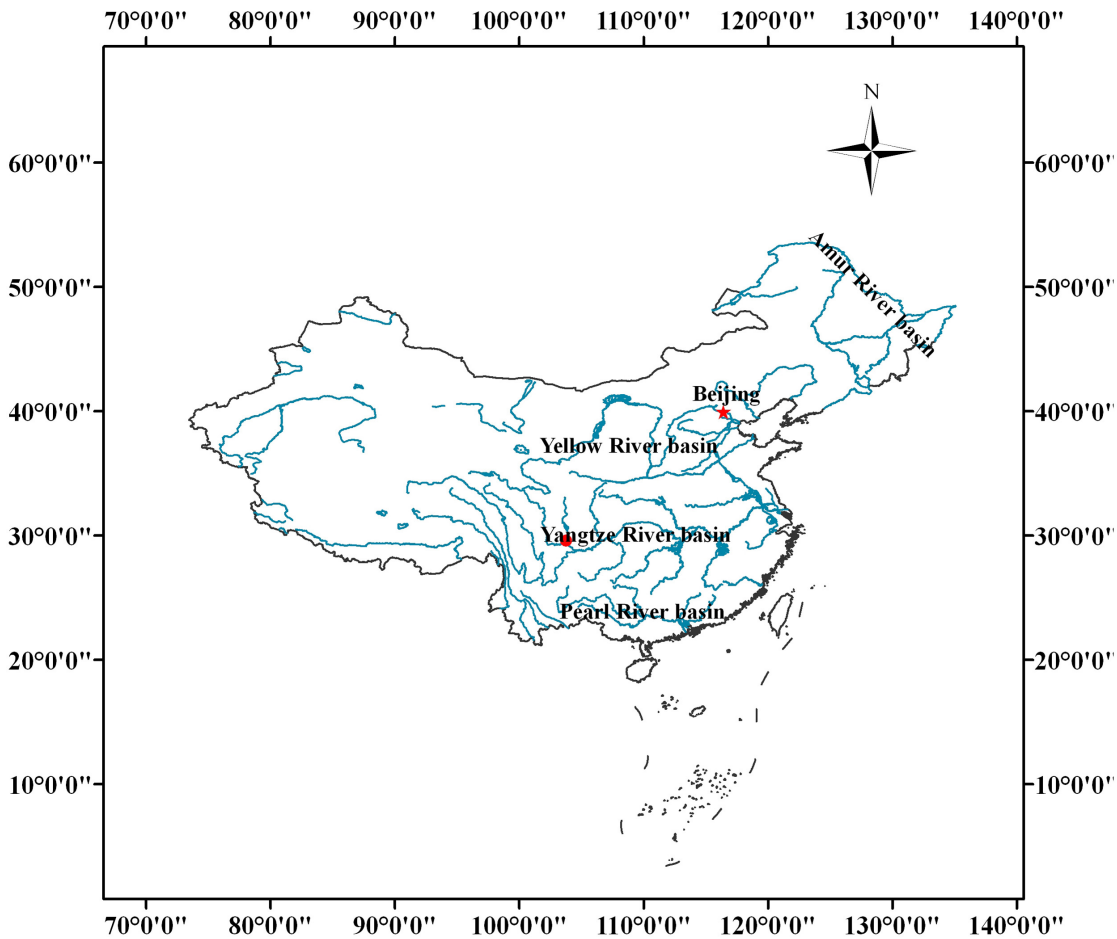 70°0'0" 80°0'0" 90°0'0" 100°0'0" 110°0'0" 120°0'0" 130°0'0" 140°0'0"
N
60°0'0" 60°0'0"
Amur River basin
50°0'0" 50°0'0"
Beijing
40°0'0" 40°0'0"
Yellow River basin
30°0'0" Yangtze River basin 30°0'0"
Pearl River basin
20°0'0" 20°0'0"
10°0'0" 10°0'0"
70°0'0" 80°0'0" 90°0'0" 100°0'0" 110°0'0" 120°0'0" 130°0'0" 140°0'0"